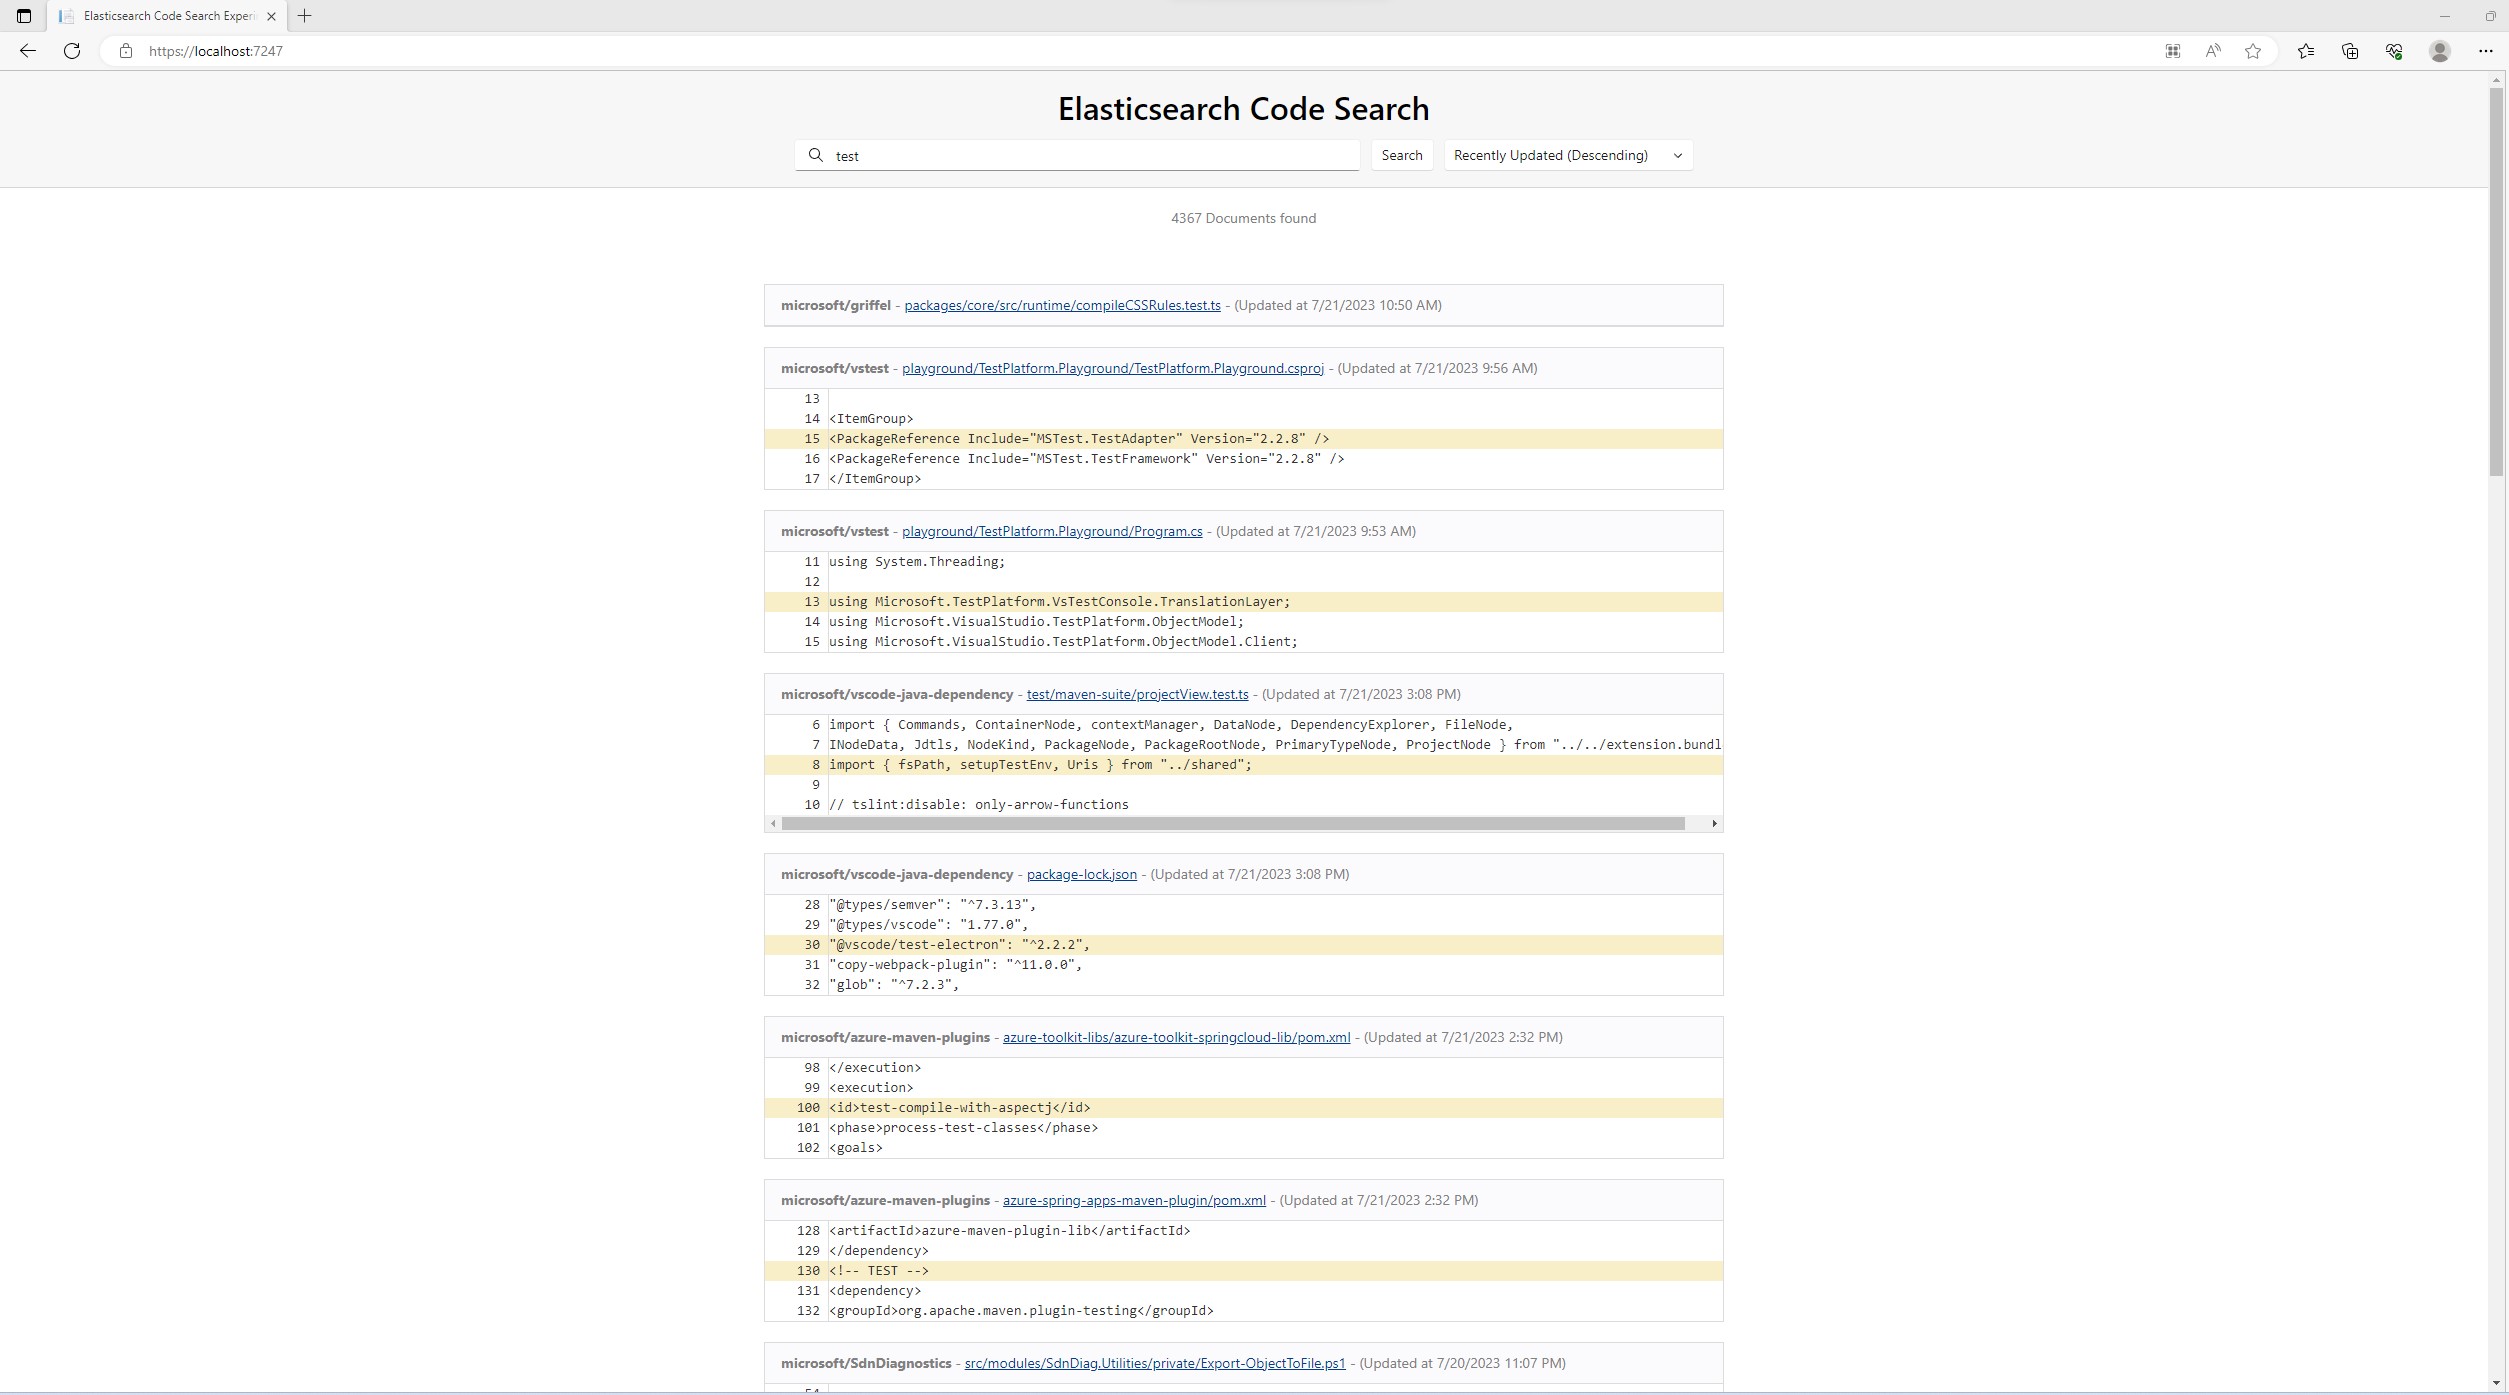 Elasticsearch Code Search Experi
https://localhost:7247
Elasticsearch Code Search
test
Search
Recently Updated (Descending)
4367 Documents found
microsoft/griffel - packages/core/src/runtime/compileCSSRules.test.ts - (Updated at 7/21/2023 10:50 AM)
microsoft/vstest - playground/TestPlatform.Playground/TestPlatform.Playground.csproj - (Updated at 7/21/2023 9:56 AM)
13
14 <ItemGroup>
15 <PackageReference Include="MSTest.TestAdapter" Version="2.2.8" />
16 <PackageReference Include="MSTest.TestFramework" Version="2.2.8" />
17 </ItemGroup>
microsoft/vstest - playground/TestPlatform.Playground/Program.cs - (Updated at 7/21/2023 9:53 AM)
11 using System.Threading;
12
13 using Microsoft.TestPlatform.VsTestConsole.TranslationLayer;
14 using Microsoft.VisualStudio.TestPlatform.ObjectModel;
15 using Microsoft.VisualStudio.TestPlatform.ObjectModel.Client;
microsoft/vscode-java-dependency - test/maven-suite/projectView.test.ts - (Updated at 7/21/2023 3:08 PM)
6 import { Commands, ContainerNode, contextManager, DataNode, DependencyExplorer, FileNode,
7 INodeData, Jdtls, NodeKind, PackageNode, PackageRootNode, PrimaryTypeNode, ProjectNode } from "../../extension.bundl
8 import { fsPath, setupTestEnv, Uris } from "../shared";
9
10 // tslint:disable: only-arrow-functions
microsoft/vscode-java-dependency - package-lock.json - (Updated at 7/21/2023 3:08 PM)
28 "@types/semver": "^7.3.13",
29 "@types/vscode": "1.77.0",
30 "@vscode/test-electron": "^2.2.2",
31 "copy-webpack-plugin": "^11.0.0",
32 "glob": "^7.2.3",
microsoft/azure-maven-plugins - azure-toolkit-libs/azure-toolkit-springcloud-lib/pom.xml - (Updated at 7/21/2023 2:32 PM)
98 </execution>
99 <execution>
100 <id>test-compile-with-aspectj</id>
101 <phase>process-test-classes</phase>
102 <goals>
microsoft/azure-maven-plugins - azure-spring-apps-maven-plugin/pom.xml - (Updated at 7/21/2023 2:32 PM)
128 <artifactId>azure-maven-plugin-lib</artifactId>
129 </dependency>
130 <!-- TEST -->
131 <dependency>
132 <groupId>org.apache.maven.plugin-testing</groupId>
microsoft/SdnDiagnostics - src/modules/SdnDiag.Utilities/private/Export-ObjectToFile.ps1 - (Updated at 7/20/2023 11:07 PM)